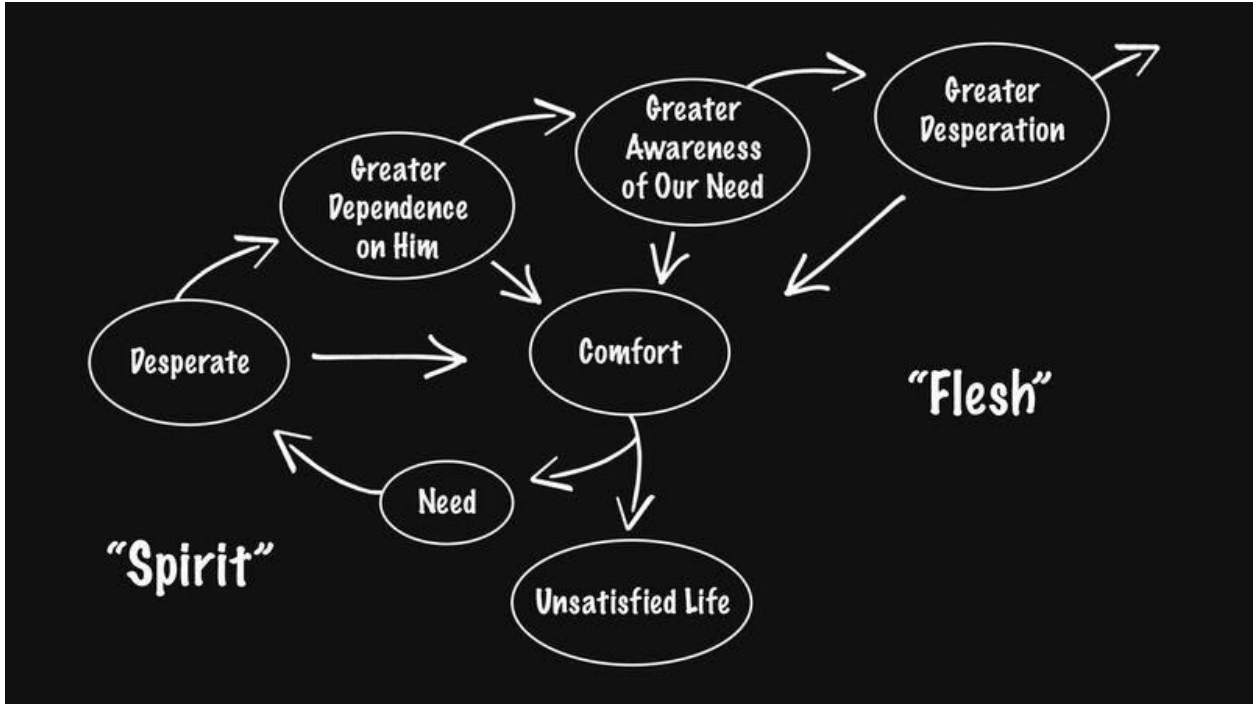 Greater
Desperation
Greater
Awareness
of Our Need
Greater
Dependence
on Him
Desperate
Comfort
"Flesh"
Need
"Spirit"
Unsatisfied Life